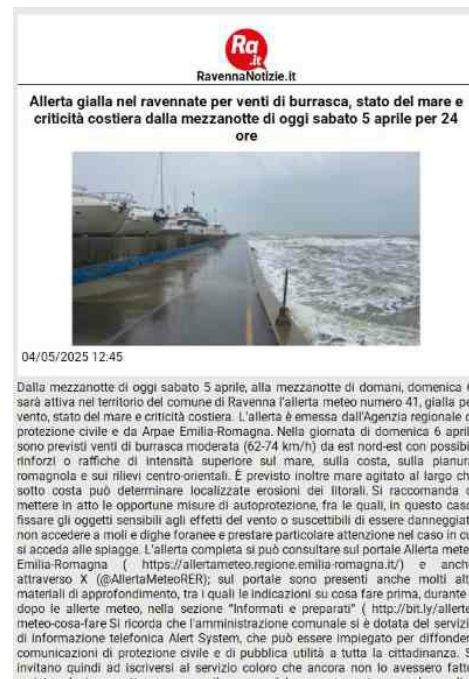 Ra
.it
RavennaNotizie.it
Allerta gialla nel ravennate per venti di burrasca, stato del mare e
criticità costiera dalla mezzanotte di oggi sabato 5 aprile per 24
ore
04/05/2025 12:45
Dalla mezzanotte di oggi sabato 5 aprile, alla mezzanotte di domani, domenica
sarà attiva nel territorio del comune di Ravenna l'allerta meteo numero 41, gialla pe
vento, stato del mare e criticità costiera. L'allerta è emessa dall'Agenzia regionale d
protezione civile e da Arpae Emilia-Romagna. Nella giornata di domenica 6 april
sono previsti venti di burrasca moderata (62-74 km/h) da est nord-est con possibi
rinforzi o raffiche di intensità superiore sul mare, sulla costa, sulla pianura
romagnola e sui rilievi centro-orientali. È previsto inoltre mare agitato al largo ch
sotto costa può determinare localizzate erosioni dei litorali. Si raccomanda d
mettere in atto le opportune misure di autoprotezione, fra le quali, in questo caso
fissare gli oggetti sensibili agli effetti del vento o suscettibili di essere danneggiat
non accedere a moli e dighe foranee e prestare particolare attenzione nel caso in cu
si acceda alle spiagge. L'allerta completa si può consultare sul portale Allerta mete
Emilia-Romagna ( https://allertameteo.regione.emilia-romagna.it/) e anch
attraverso X (@AllertaMeteoRER); sul portale sono presenti anche molti alt
materiali di approfondimento, tra i quali le indicazioni su cosa fare prima, durante
dopo le allerte meteo, nella sezione "Informati e preparati" ( http://bit.ly/allerte
meteo-cosa-fare Si ricorda che l'amministrazione comunale si è dotata del serviz
di informazione telefonica Alert System, che può essere impiegato per diffonder
comunicazioni di protezione civile e di pubblica utilità a tutta la cittadinanza. S
invitano quindi ad iscriversi al servizio coloro che ancora non lo avessero fatto